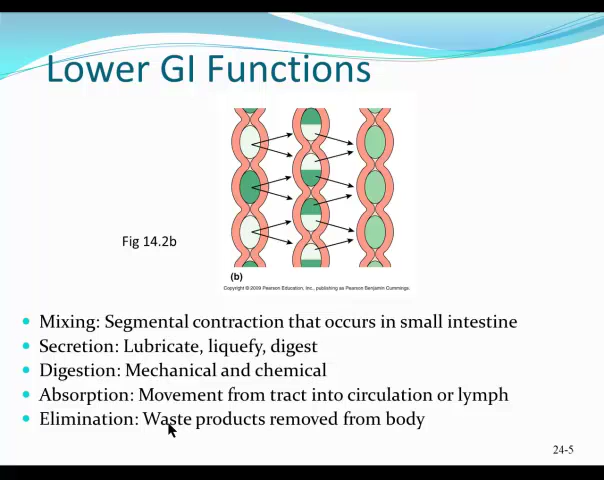 Lower GI Functions
Fig 14.2b
(b)
Copyright © 2009 Pearson Education, Inc., publishing as Pearson Benjamin Cummings.
Mixing: Segmental contraction that occurs in small intestine
Secretion: Lubricate, liquefy, digest
Digestion: Mechanical and chemical
Absorption: Movement from tract into circulation or lymph
Elimination: Waste products removed from body
24-5